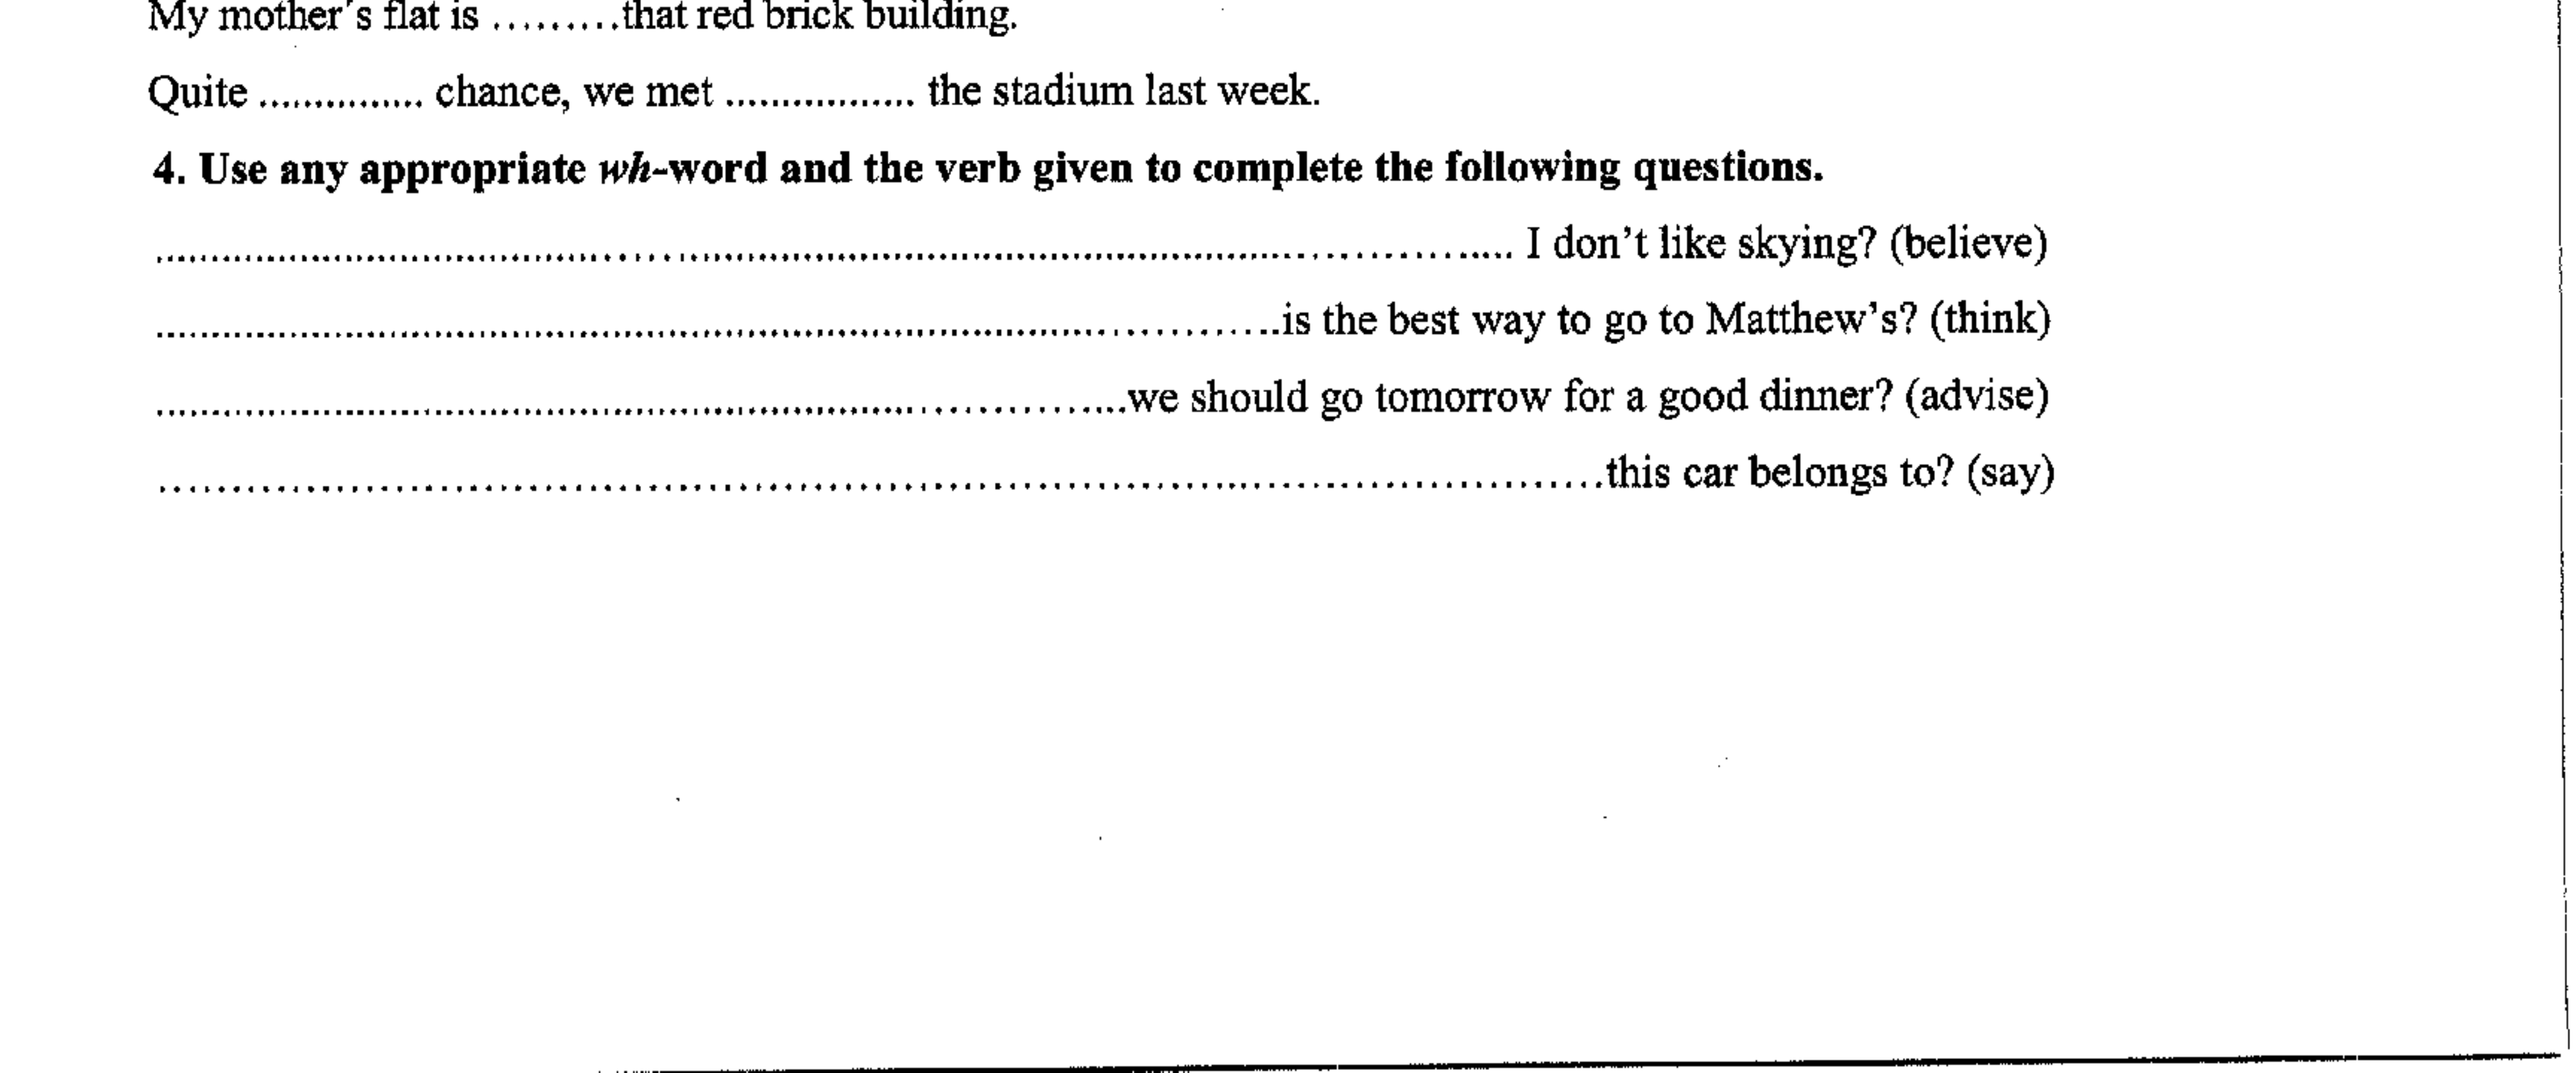 My mother's flat is .........that red brick building.
Quite ............... chance, we met ................. the stadium last week.
4. Use any appropriate wh-word and the verb given to complete the following questions.
.................................................................................................................. I don't like skying? (believe)
..............................................................................................is the best way to go to Matthew's? (think)
.................................................................................we should go tomorrow for a good dinner? (advise)
.....................................................................................this car belongs to? (say)